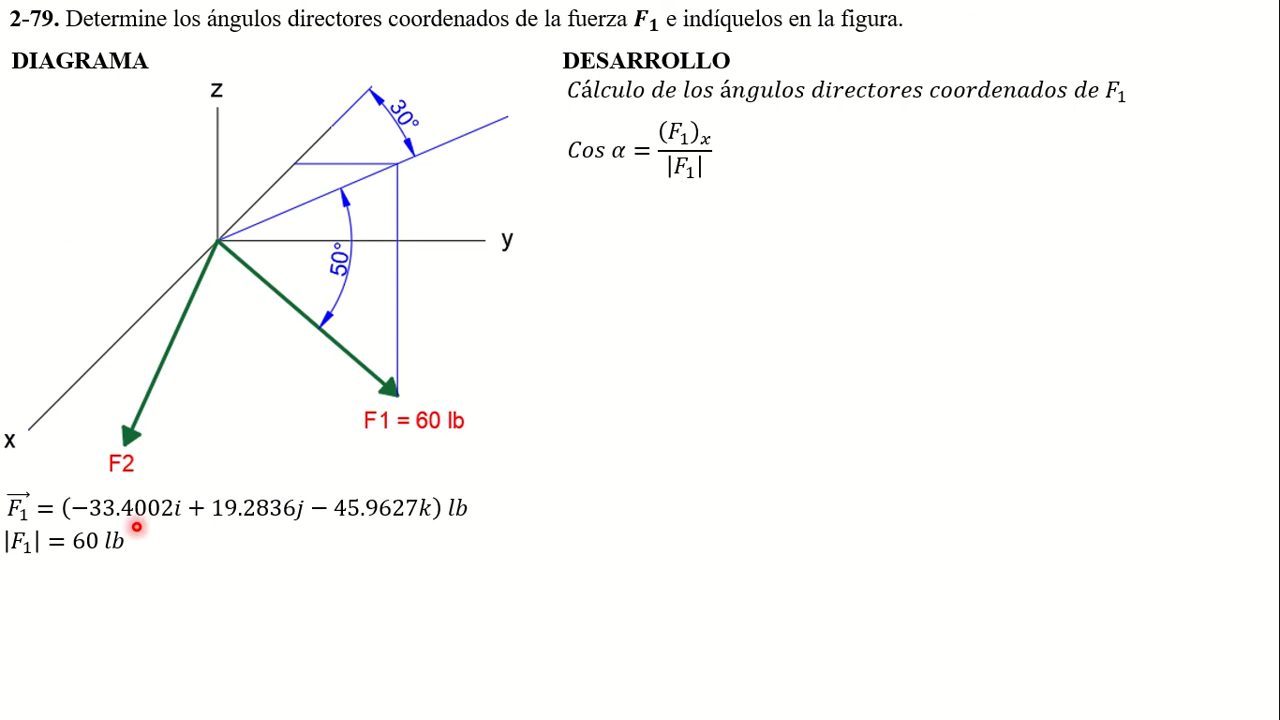 2-79. Determine los ángulos directores coordenados de la fuerza F₁ e indíquelos en la figura.
DIAGRAMA
z
30°
y
50°
F1 = 60 lb
x
F2
F₁⃗ = (−33.4002i + 19.2836j − 45.9627k) lb
|F₁| = 60 lb
DESARROLLO
Cálculo de los ángulos directores coordenados de F₁
Cos α = (F₁)ₓ / |F₁|